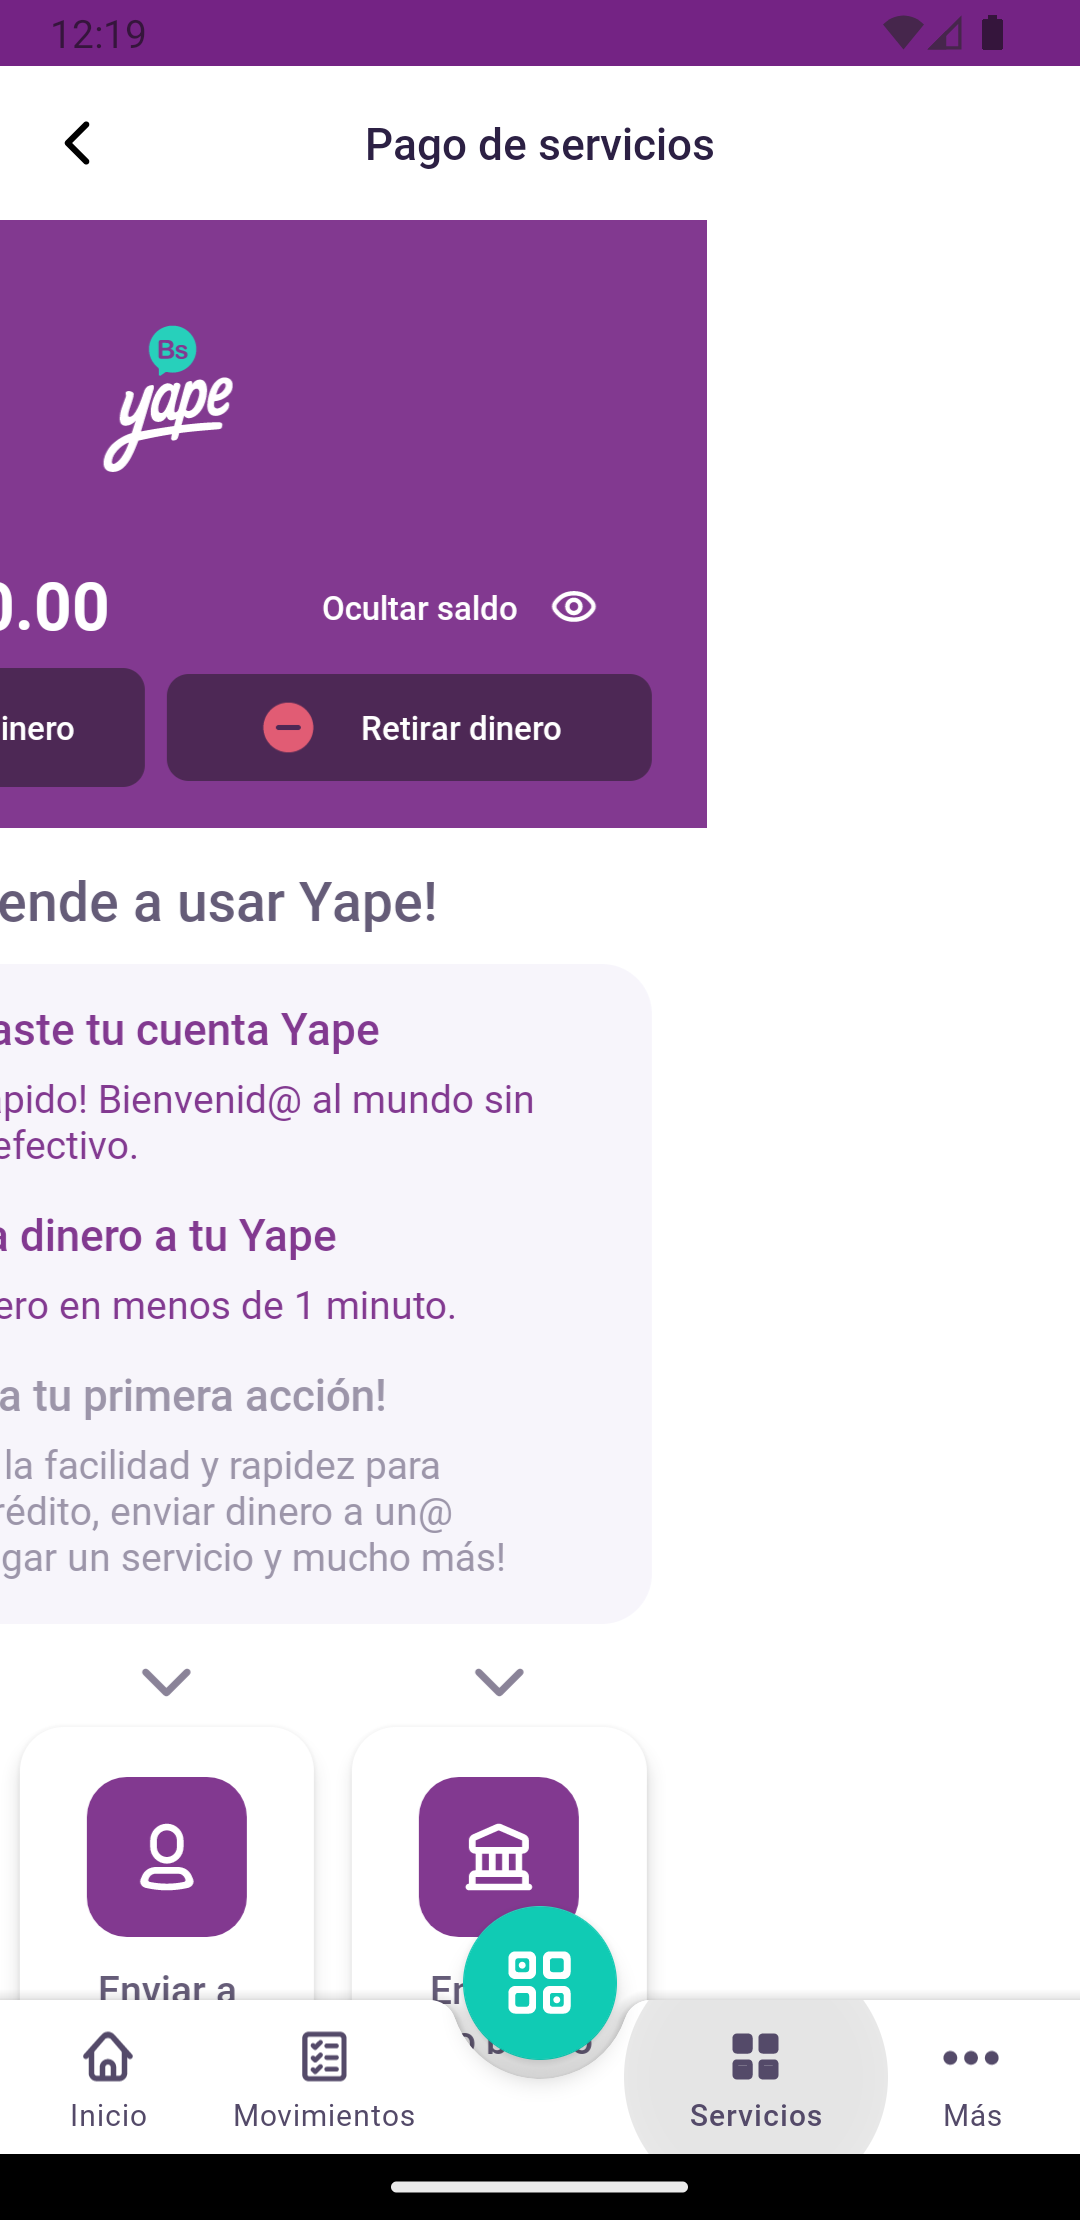 12:19
Pago de servicios
Bs
yape
0.00
Ocultar saldo
inero
Retirar dinero
ende a usar Yape!
aste tu cuenta Yape
ápido! Bienvenid@ al mundo sin
efectivo.
a dinero a tu Yape
ero en menos de 1 minuto.
a tu primera acción!
la facilidad y rapidez para
rédito, enviar dinero a un@
gar un servicio y mucho más!
Enviar a
Inicio
Movimientos
Servicios
Más